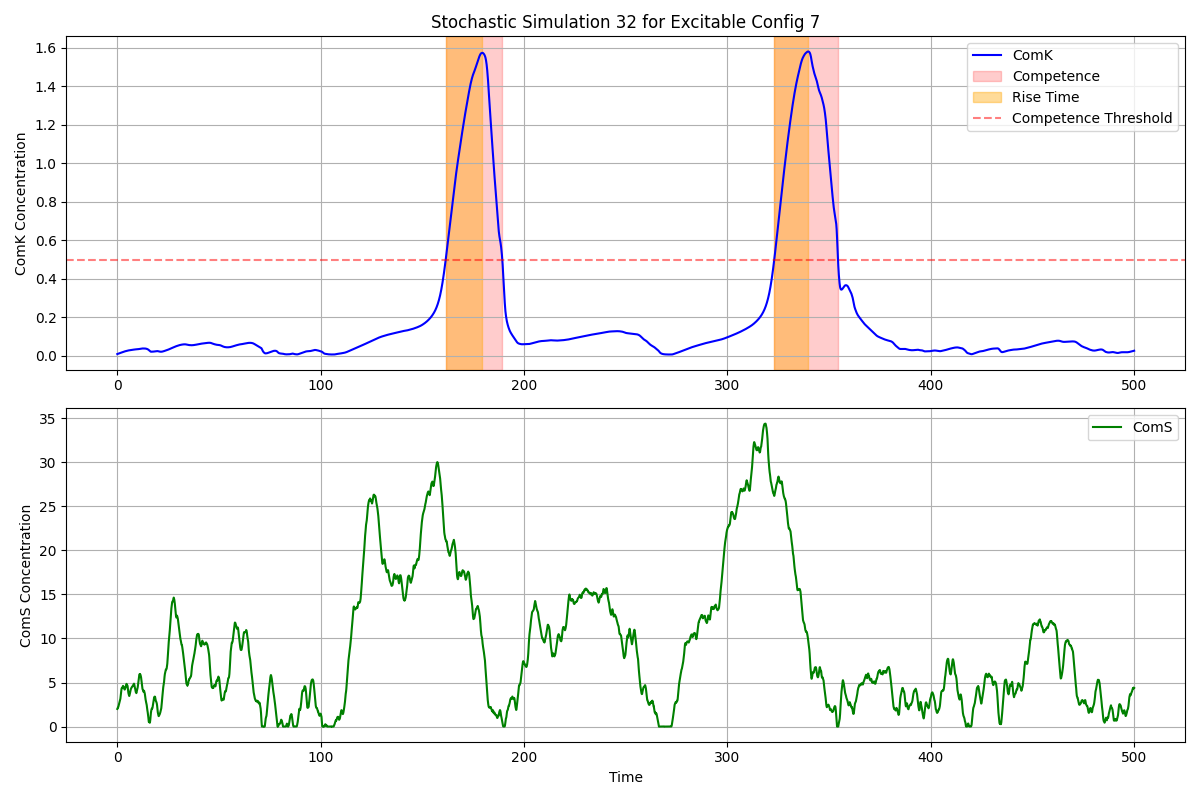 Stochastic Simulation 32 for Excitable Config 7
ComK Concentration
1.6
1.4
1.2
1.0
0.8
0.6
0.4
0.2
0.0
ComK
Competence
Rise Time
Competence Threshold
0 100 200 300 400 500
ComS Concentration
35
30
25
20
15
10
5
0
ComS
0 100 200 300 400 500
Time